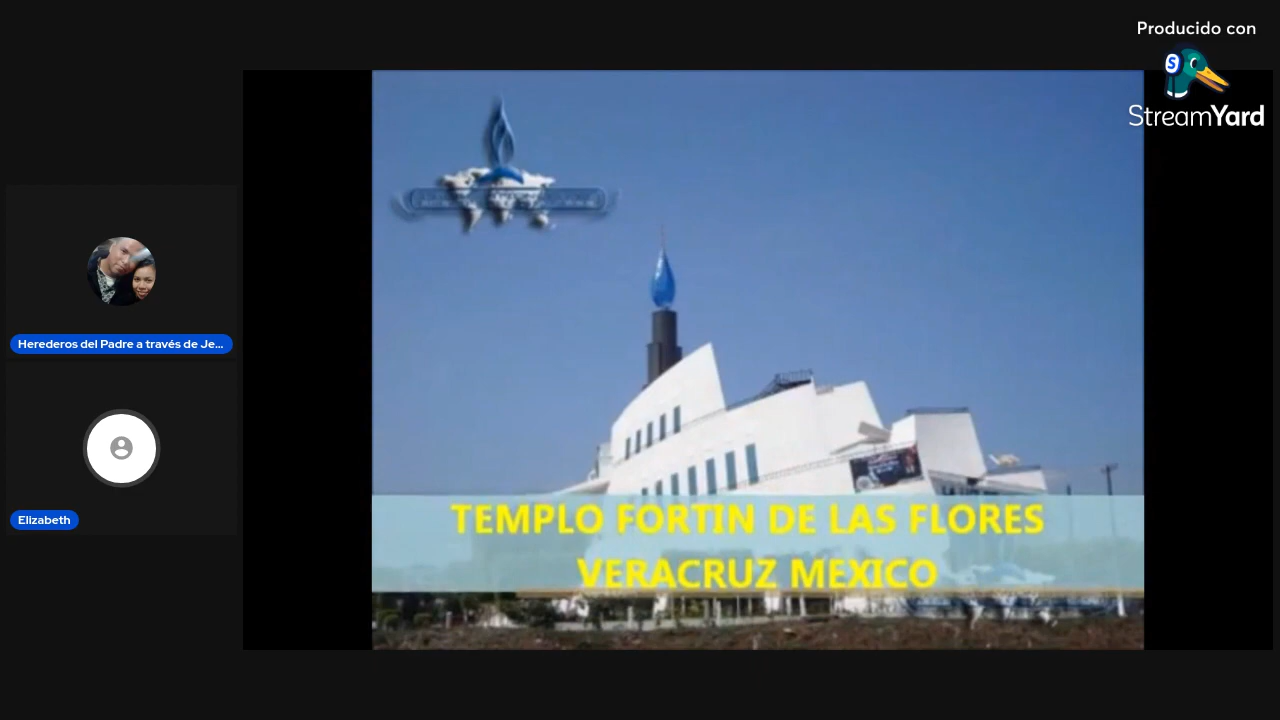 Producido con
StreamYard
TEMPLO FORTIN DE LAS FLORES
VERACRUZ MEXICO
Herederos del Padre a través de Je...
Elizabeth